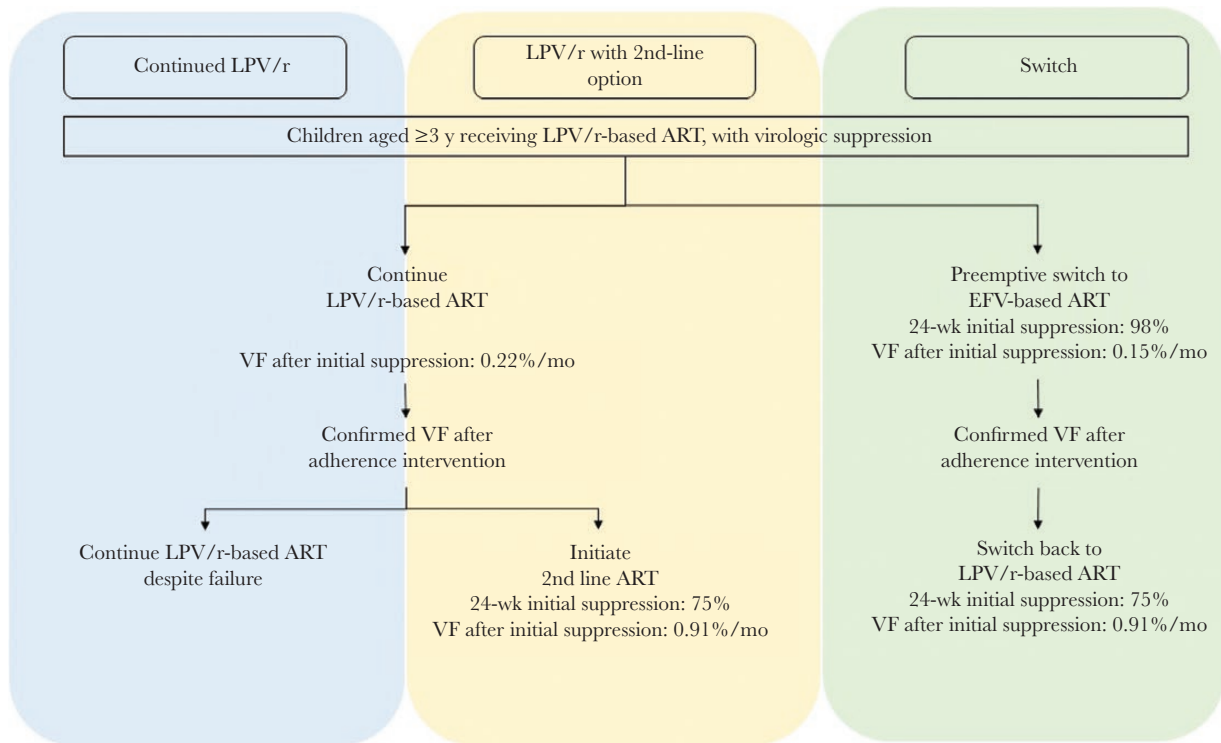 Continued LPV/r
LPV/r with 2nd-line
option
Switch
Children aged ≥3 y receiving LPV/r-based ART, with virologic suppression
Continue
LPV/r-based ART
VF after initial suppression: 0.22%/mo
Preemptive switch to
EFV-based ART
24-wk initial suppression: 98%
VF after initial suppression: 0.15%/mo
Confirmed VF after
adherence intervention
Confirmed VF after
adherence intervention
Continue LPV/r-based ART
despite failure
Initiate
2nd line ART
24-wk initial suppression: 75%
VF after initial suppression: 0.91%/mo
Switch back to
LPV/r-based ART
24-wk initial suppression: 75%
VF after initial suppression: 0.91%/mo